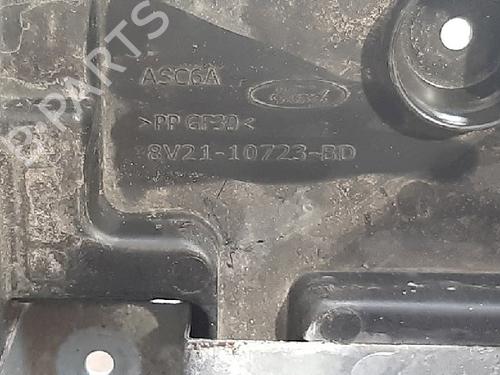 PARTS
ASC6A
Ford
>PP GF30<
8V21-10723-BD